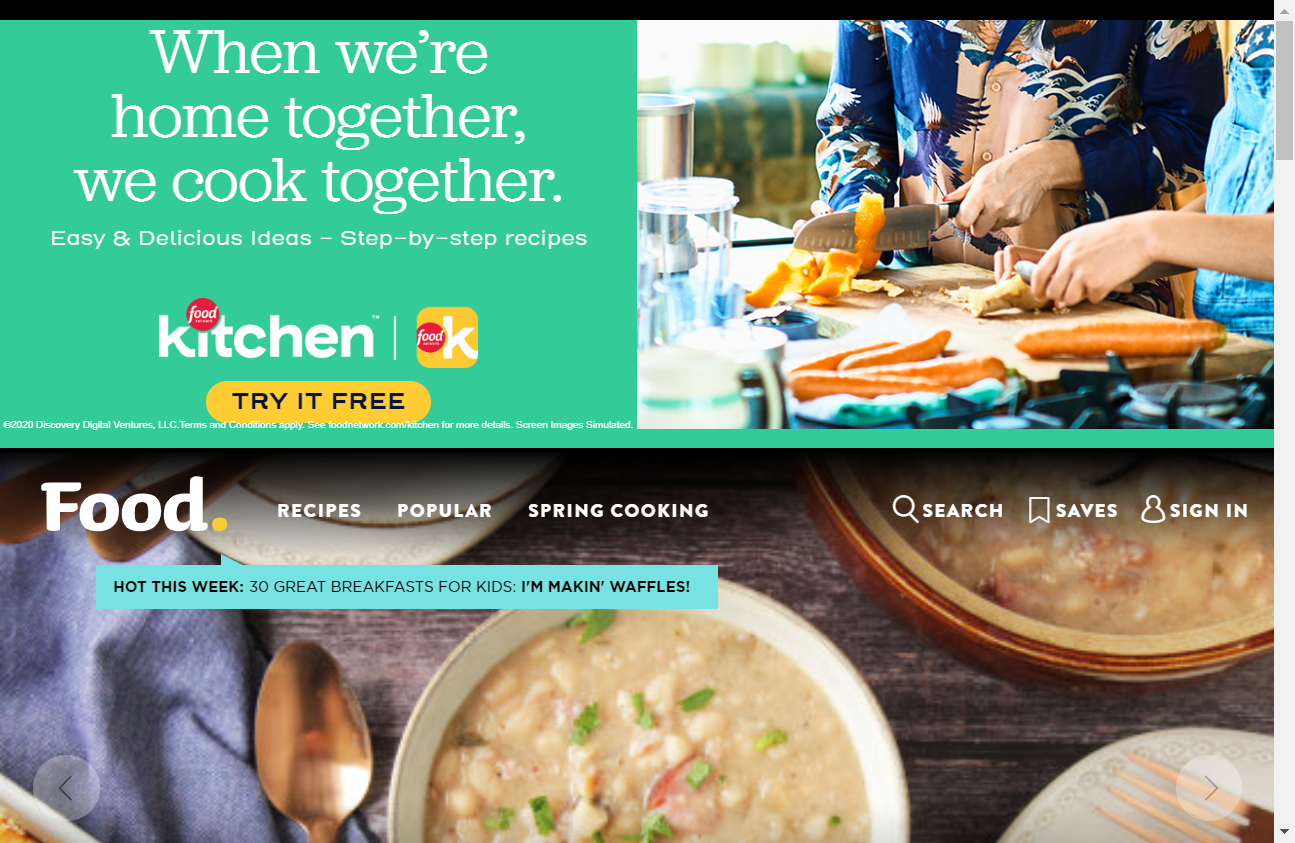 When we’re
home together,
we cook together.
Easy & Delicious Ideas – Step-by-step recipes
food network kitchen™ | food network k
TRY IT FREE
©2020 Discovery Digital Ventures, LLC.Terms and Conditions apply. See foodnetwork.com/kitchen for more details. Screen Images Simulated.
Food. RECIPES POPULAR SPRING COOKING SEARCH SAVES SIGN IN
HOT THIS WEEK: 30 GREAT BREAKFASTS FOR KIDS: I'M MAKIN' WAFFLES!